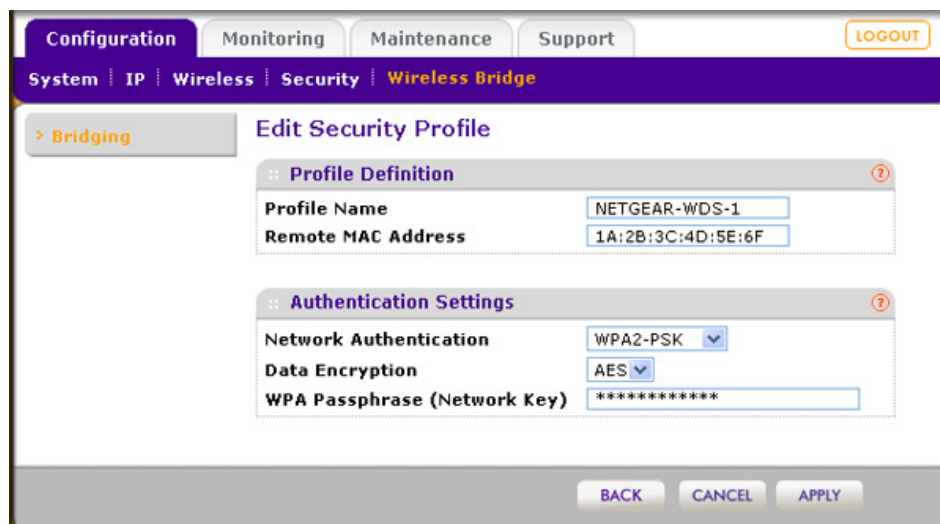 Configuration Monitoring Maintenance Support LOGOUT
System IP Wireless Security Wireless Bridge
> Bridging
Edit Security Profile
:: Profile Definition ?
Profile Name NETGEAR-WDS-1
Remote MAC Address 1A:2B:3C:4D:5E:6F
:: Authentication Settings ?
Network Authentication WPA2-PSK
Data Encryption AES
WPA Passphrase (Network Key) ************
BACK CANCEL APPLY